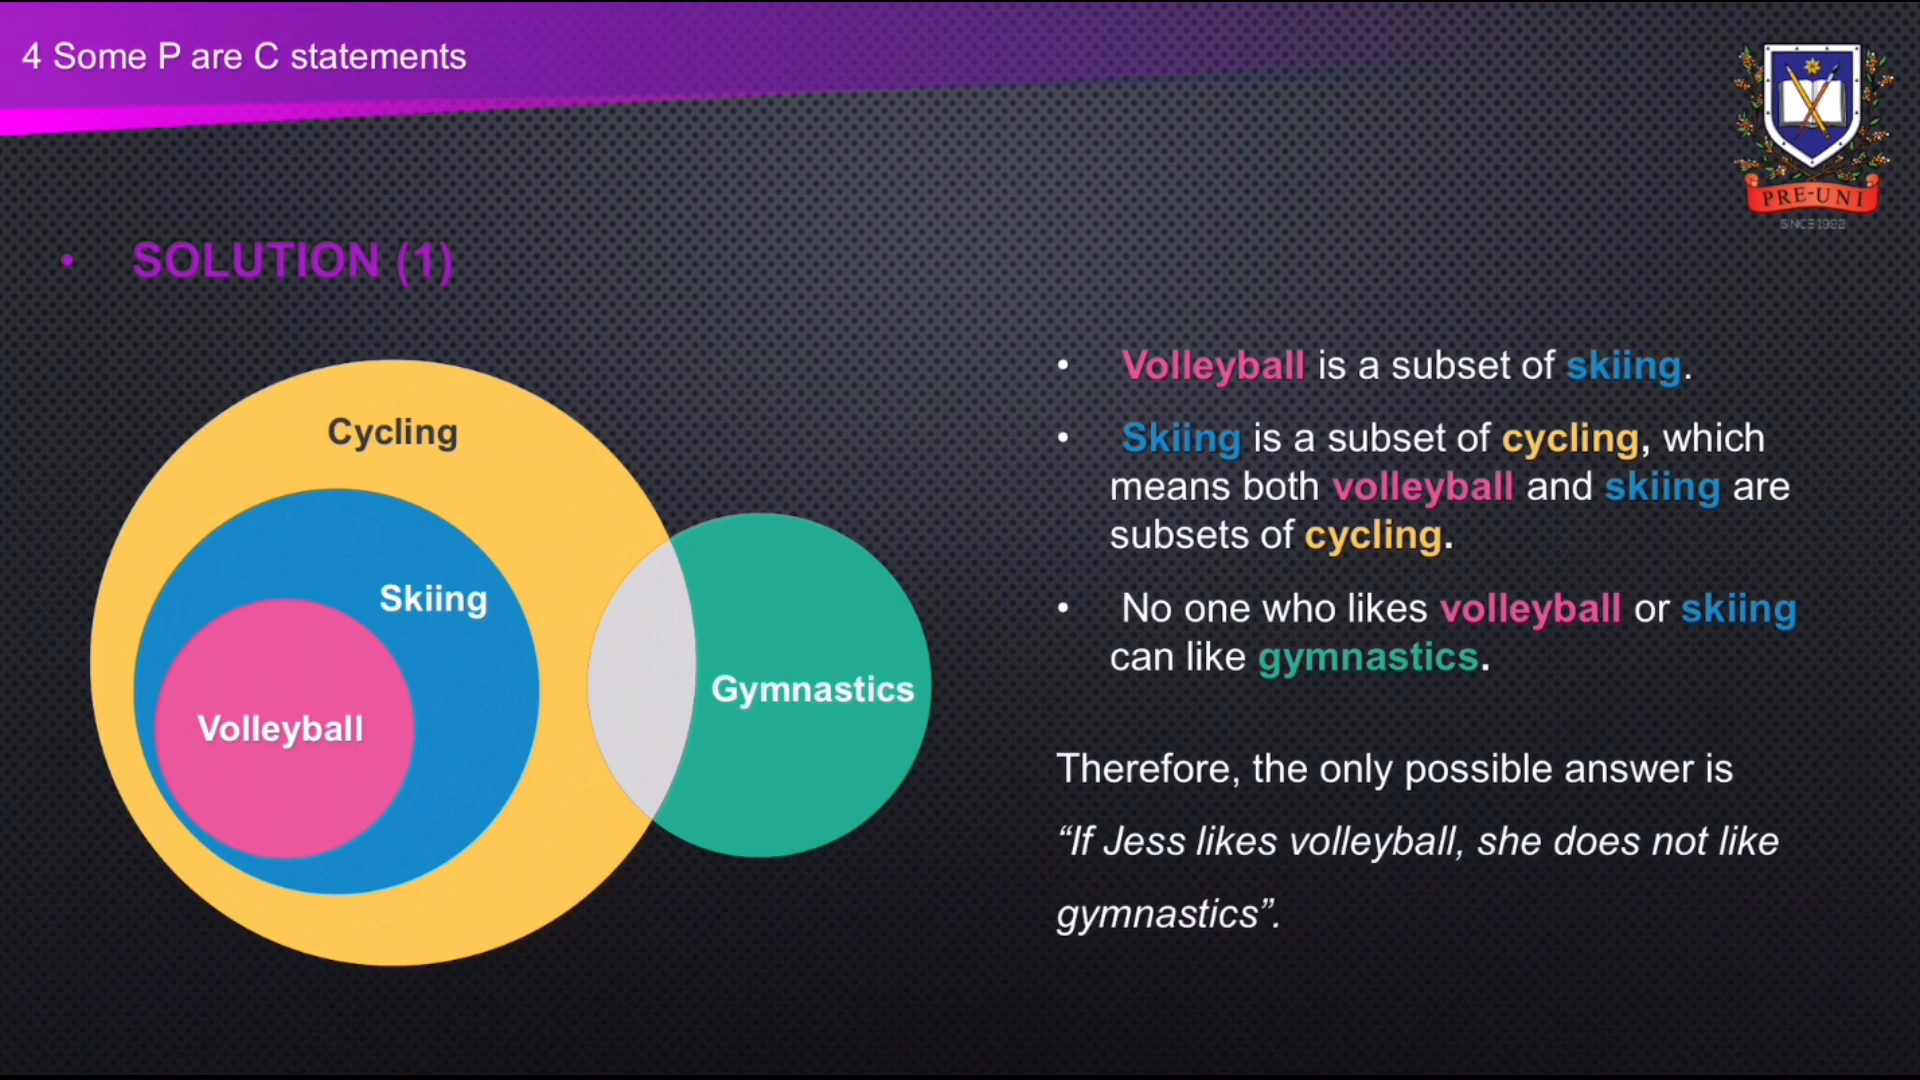 4 Some P are C statements
PRE-UNI
SINCE 1992
• SOLUTION (1)
Cycling
Skiing
Volleyball
Gymnastics
• Volleyball is a subset of skiing.
• Skiing is a subset of cycling, which
means both volleyball and skiing are
subsets of cycling.
• No one who likes volleyball or skiing
can like gymnastics.
Therefore, the only possible answer is
“If Jess likes volleyball, she does not like
gymnastics”.